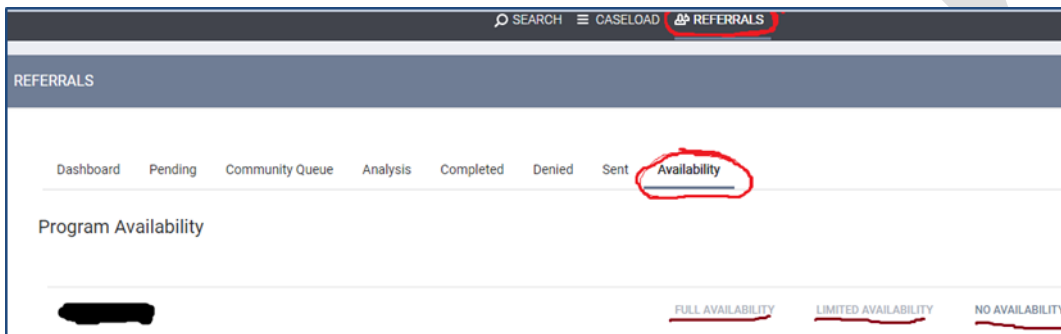 SEARCH CASELOAD REFERRALS
REFERRALS
Dashboard Pending Community Queue Analysis Completed Denied Sent Availability
Program Availability
FULL AVAILABILITY LIMITED AVAILABILITY NO AVAILABILITY